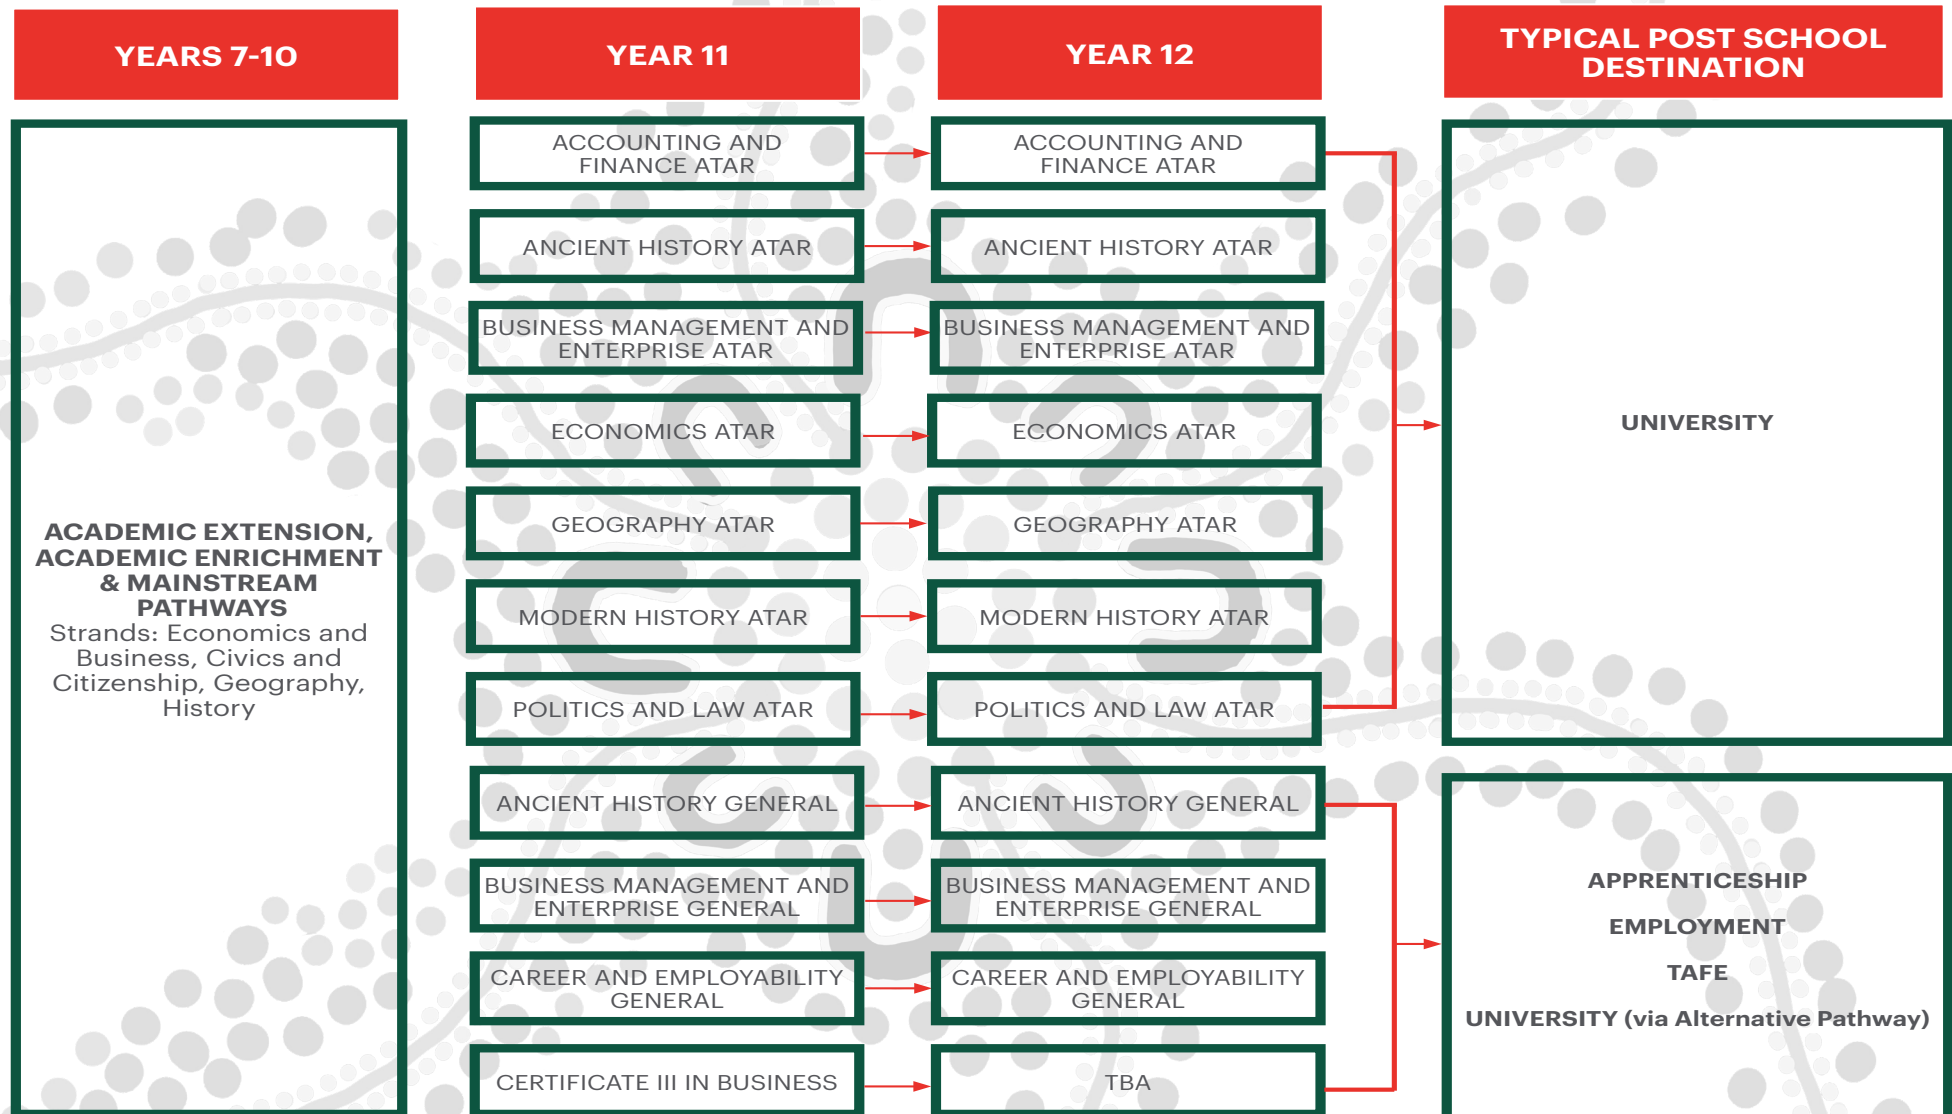 YEARS 7-10
YEAR 11
YEAR 12
TYPICAL POST SCHOOL
DESTINATION
ACADEMIC EXTENSION,
ACADEMIC ENRICHMENT
& MAINSTREAM
PATHWAYS
Strands: Economics and
Business, Civics and
Citizenship, Geography,
History
ACCOUNTING AND
FINANCE ATAR
ACCOUNTING AND
FINANCE ATAR
ANCIENT HISTORY ATAR
ANCIENT HISTORY ATAR
BUSINESS MANAGEMENT AND
ENTERPRISE ATAR
BUSINESS MANAGEMENT AND
ENTERPRISE ATAR
ECONOMICS ATAR
ECONOMICS ATAR
GEOGRAPHY ATAR
GEOGRAPHY ATAR
MODERN HISTORY ATAR
MODERN HISTORY ATAR
POLITICS AND LAW ATAR
POLITICS AND LAW ATAR
ANCIENT HISTORY GENERAL
ANCIENT HISTORY GENERAL
BUSINESS MANAGEMENT AND
ENTERPRISE GENERAL
BUSINESS MANAGEMENT AND
ENTERPRISE GENERAL
CAREER AND EMPLOYABILITY
GENERAL
CAREER AND EMPLOYABILITY
GENERAL
CERTIFICATE III IN BUSINESS
TBA
UNIVERSITY
APPRENTICESHIP
EMPLOYMENT
TAFE
UNIVERSITY (via Alternative Pathway)